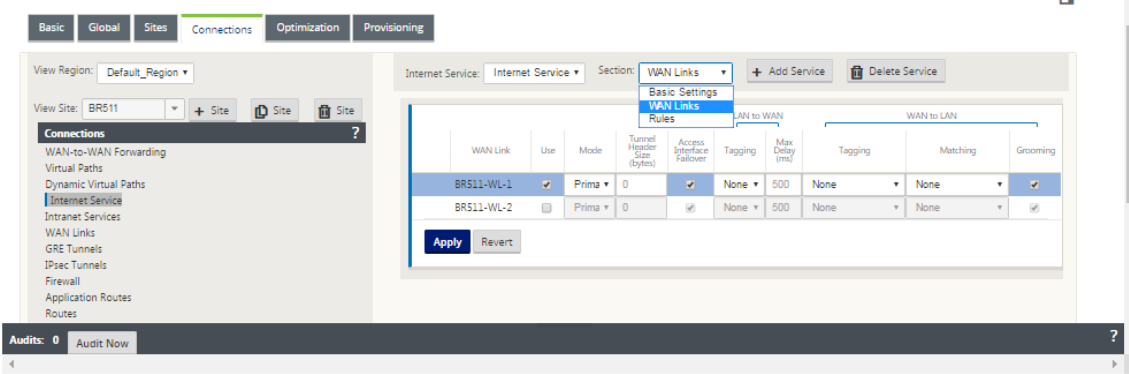 Basic Global Sites Connections Optimization Provisioning
View Region: Default_Region
Internet Service: Internet Service Section: WAN Links + Add Service Delete Service
Basic Settings
WAN Links
Rules
View Site: BR511 + Site Site Site
Connections ?
WAN-to-WAN Forwarding
Virtual Paths
Dynamic Virtual Paths
Internet Service
Intranet Services
WAN Links
GRE Tunnels
IPsec Tunnels
Firewall
Application Routes
Routes
LAN to WAN WAN to LAN
WAN Link Use Mode Tunnel Header Size (bytes) Access Interface Failover Tagging Max Delay (ms) Tagging Matching Grooming
BR511-WL-1 Prima 0 None 500 None None
BR511-WL-2 Prima 0 None 500 None None
Apply Revert
Audits: 0 Audit Now ?